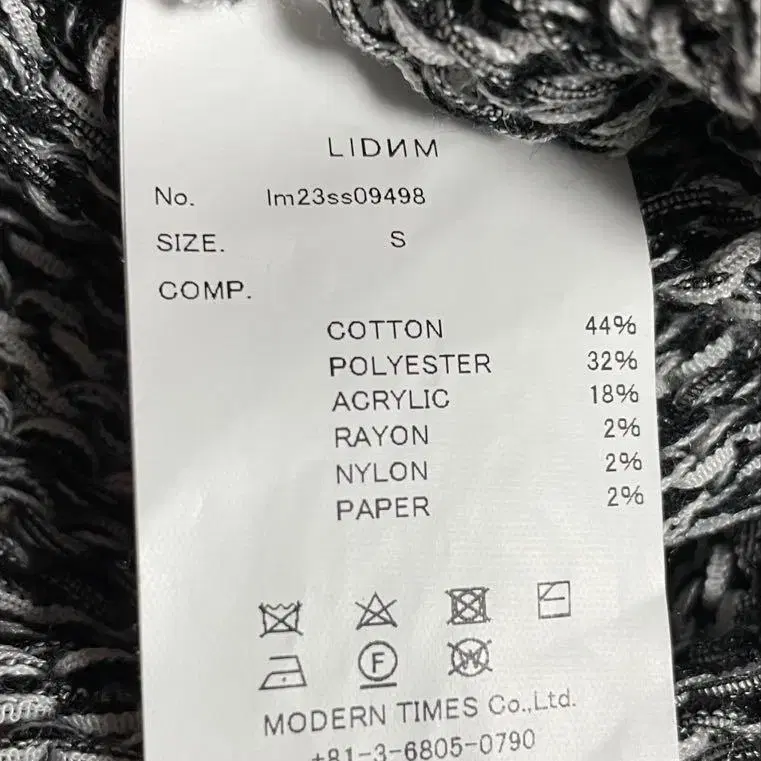 LIDИM
No. lm23ss09498
SIZE. S
COMP.
COTTON 44%
POLYESTER 32%
ACRYLIC 18%
RAYON 2%
NYLON 2%
PAPER 2%
F
W
MODERN TIMES Co.,Ltd.
+81-3-6805-0790